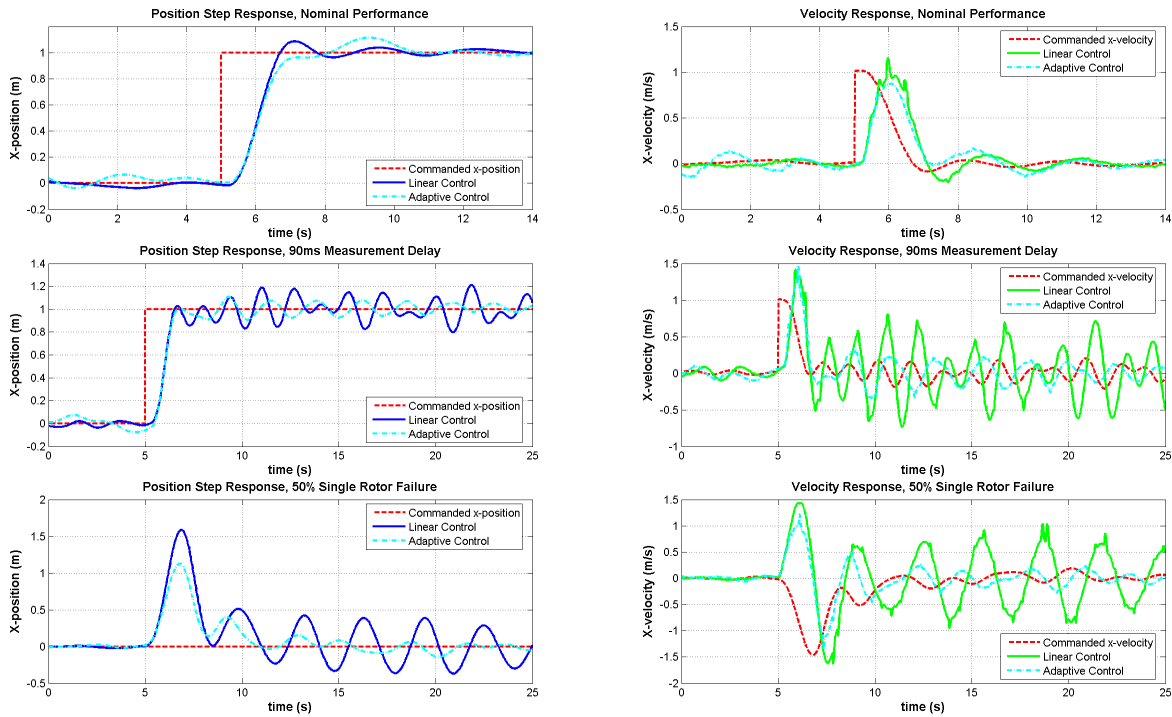 Position Step Response, Nominal Performance
X-position (m)
1
0.8
0.6
0.4
0.2
0
-0.2
Commanded x-position
Linear Control
Adaptive Control
0 2 4 6 8 10 12 14
time (s)
Velocity Response, Nominal Performance
X-velocity (m/s)
1.5
1
0.5
0
-0.5
Commanded x-velocity
Linear Control
Adaptive Control
0 2 4 6 8 10 12 14
time (s)
Position Step Response, 90ms Measurement Delay
X-position (m)
1.4
1.2
1
0.8
0.6
0.4
0.2
0
-0.2
Commanded x-position
Linear Control
Adaptive Control
0 5 10 15 20 25
time (s)
Velocity Response, 90ms Measurement Delay
X-velocity (m/s)
1.5
1
0.5
0
-0.5
-1
Commanded x-velocity
Linear Control
Adaptive Control
0 5 10 15 20 25
time (s)
Position Step Response, 50% Single Rotor Failure
X-position (m)
2
1.5
1
0.5
0
-0.5
Commanded x-position
Linear Control
Adaptive Control
0 5 10 15 20 25
time (s)
Velocity Response, 50% Single Rotor Failure
X-velocity (m/s)
1.5
1
0.5
0
-0.5
-1
-1.5
-2
Commanded x-velocity
Linear Control
Adaptive Control
0 5 10 15 20 25
time (s)